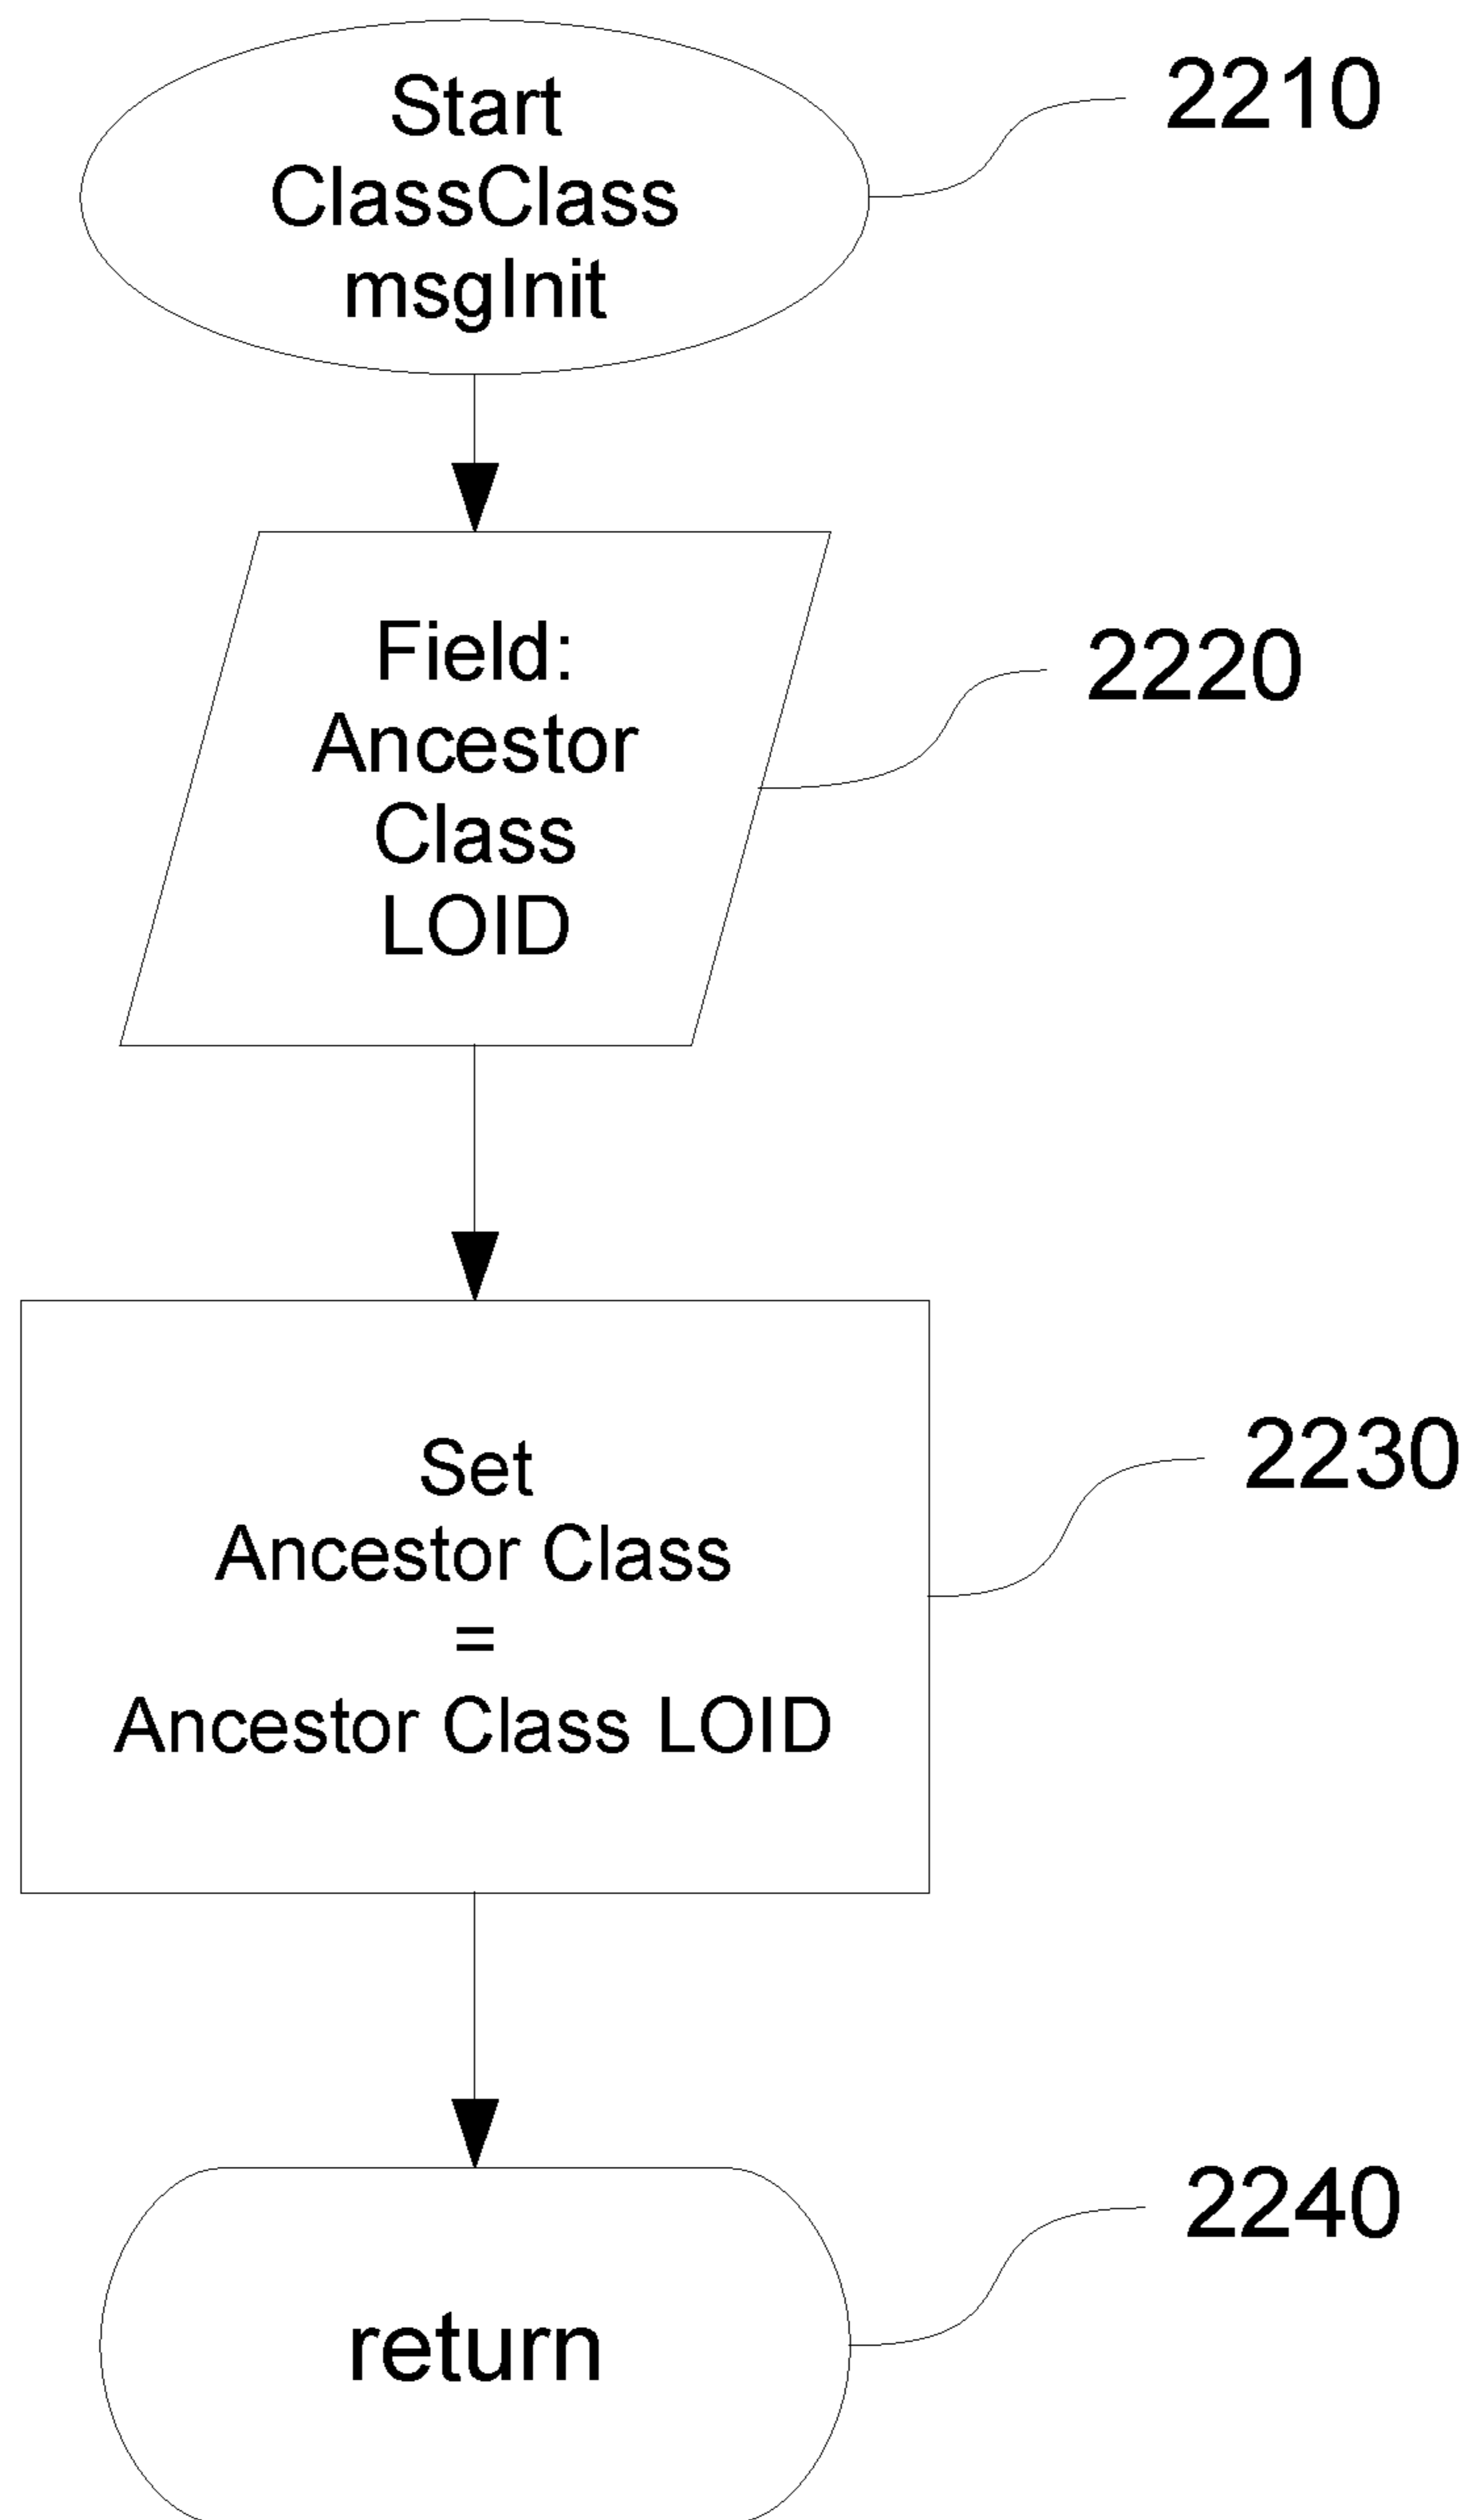 Start
ClassClass
msgInit
2210
Field:
Ancestor
Class
LOID
2220
Set
Ancestor Class
=
Ancestor Class LOID
2230
return
2240